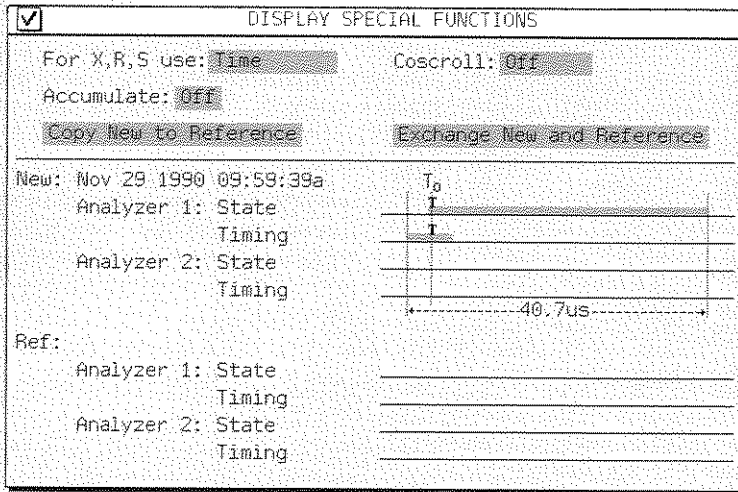 DISPLAY SPECIAL FUNCTIONS
For X,R,S use: Time Coscroll: Off
Accumulate: Off
Copy New to Reference Exchange New and Reference
New: Nov 29 1990 09:59:39a T0
Analyzer 1: State T
Timing T
Analyzer 2: State
Timing
40.7us
Ref:
Analyzer 1: State
Timing
Analyzer 2: State
Timing